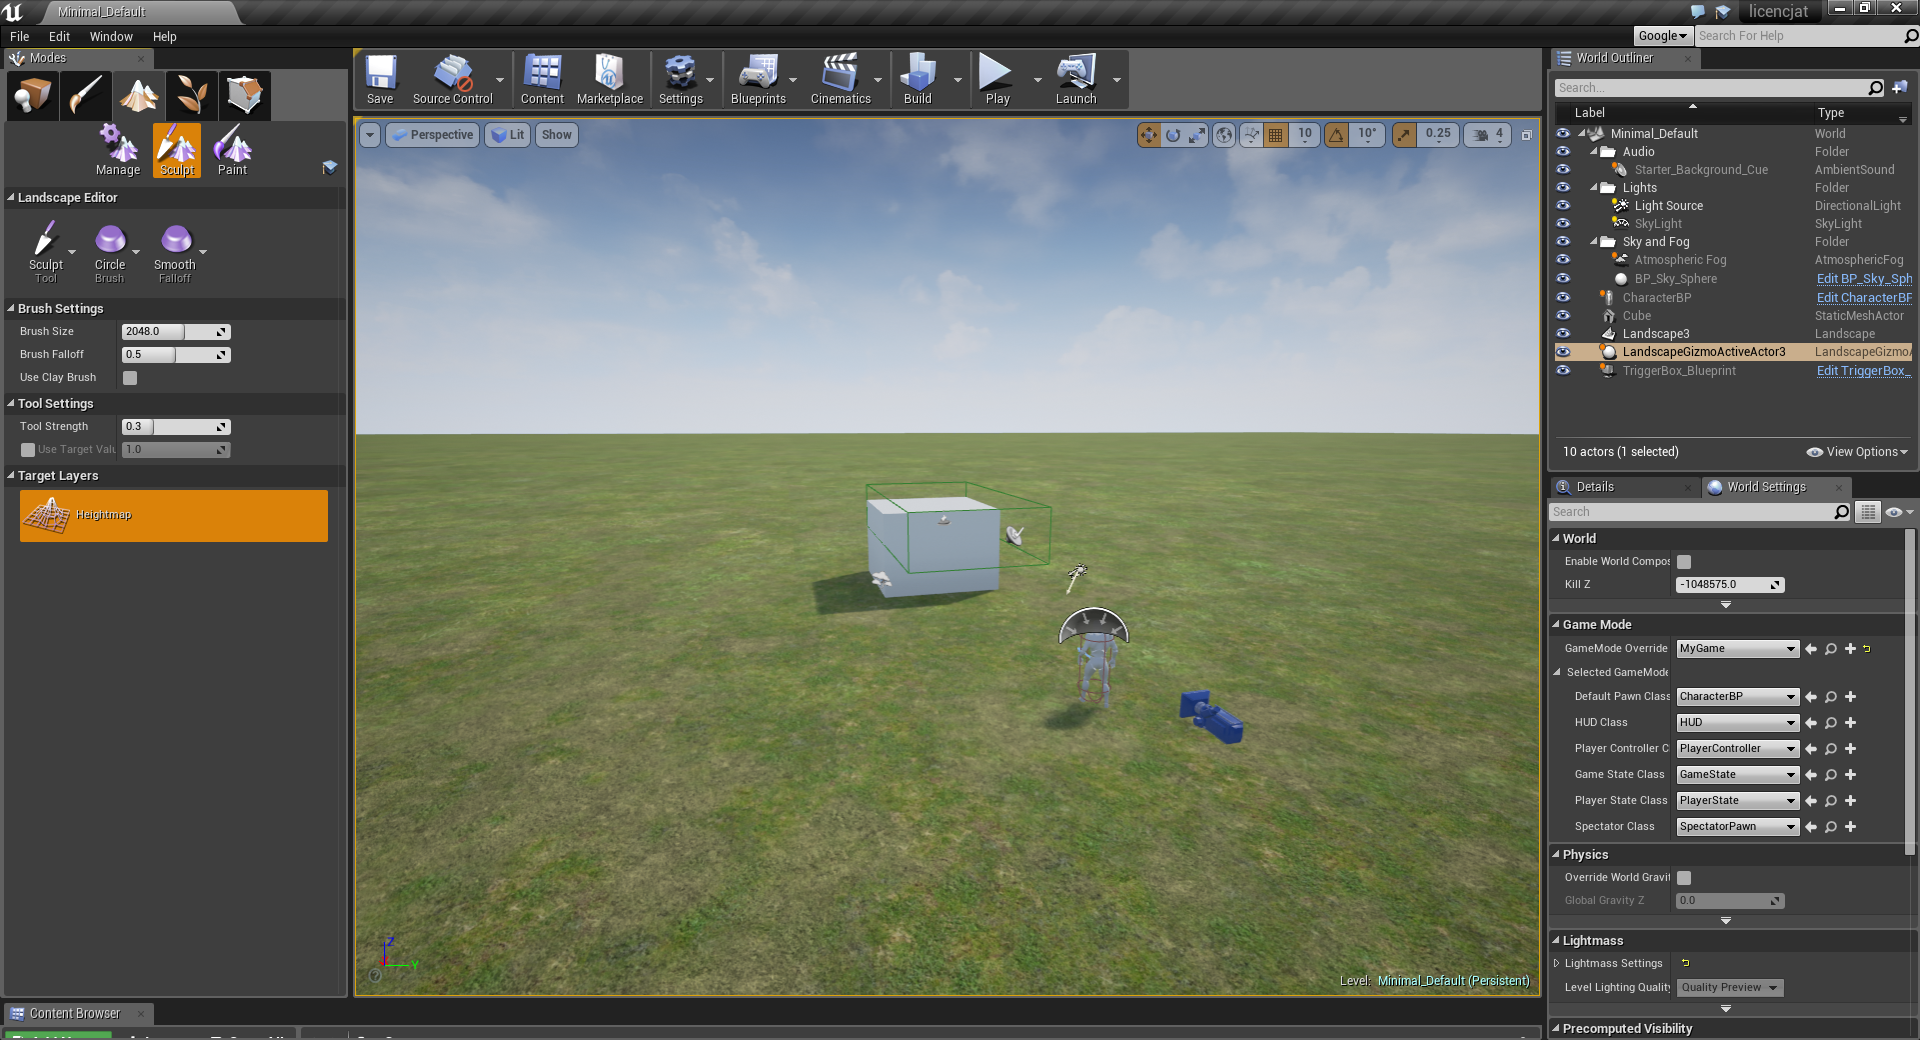 Minimal_Default
licencjat
File Edit Window Help
Google
Search For Help
Modes
Manage Sculpt Paint
Landscape Editor
Sculpt Circle Smooth
Tool Brush Falloff
Brush Settings
Brush Size 2048.0
Brush Falloff 0.5
Use Clay Brush
Tool Settings
Tool Strength 0.3
Use Target Valu 1.0
Target Layers
Heightmap
Save Source Control Content Marketplace Settings Blueprints Cinematics Build Play Launch
Perspective Lit Show
10 10° 0.25 4
Z
Y
Level: Minimal_Default (Persistent)
World Outliner
Search...
Label Type
Minimal_Default World
Audio Folder
Starter_Background_Cue AmbientSound
Lights Folder
Light Source DirectionalLight
SkyLight SkyLight
Sky and Fog Folder
Atmospheric Fog AtmosphericFog
BP_Sky_Sphere Edit BP_Sky_Sph
CharacterBP Edit CharacterBP
Cube StaticMeshActor
Landscape3 Landscape
LandscapeGizmoActiveActor3 LandscapeGizmoA
TriggerBox_Blueprint Edit TriggerBox_
10 actors (1 selected)
View Options
Details World Settings
Search
World
Enable World Compos
Kill Z -1048575.0
Game Mode
GameMode Override MyGame
Selected GameMode
Default Pawn Class CharacterBP
HUD Class HUD
Player Controller C PlayerController
Game State Class GameState
Player State Class PlayerState
Spectator Class SpectatorPawn
Physics
Override World Gravit
Global Gravity Z 0.0
Lightmass
Lightmass Settings
Level Lighting Quality Quality Preview
Precomputed Visibility
Content Browser